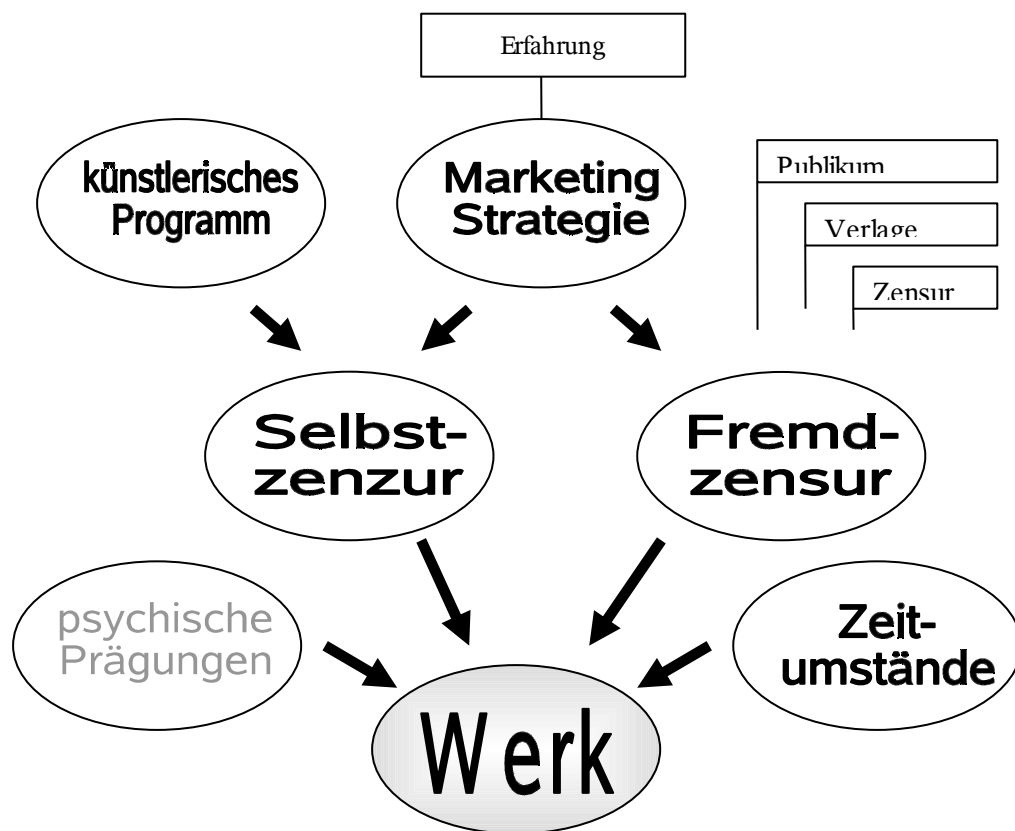 Erfahrung
künstlerisches
Programm
Marketing
Strategie
Publikum
Verlage
Zensur
Selbst-
zenzur
Fremd-
zensur
psychische
Prägungen
Zeit-
umstände
Werk